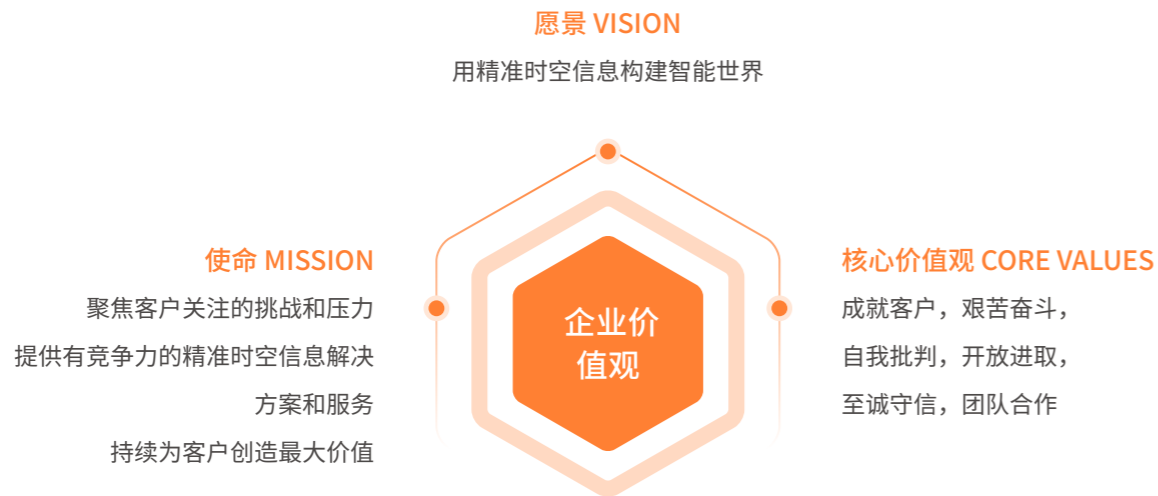 愿景 VISION
用精准时空信息构建智能世界
使命 MISSION
聚焦客户关注的挑战和压力
提供有竞争力的精准时空信息解决
方案和服务
持续为客户创造最大价值
企业价
值观
核心价值观 CORE VALUES
成就客户，艰苦奋斗，
自我批判，开放进取，
至诚守信，团队合作